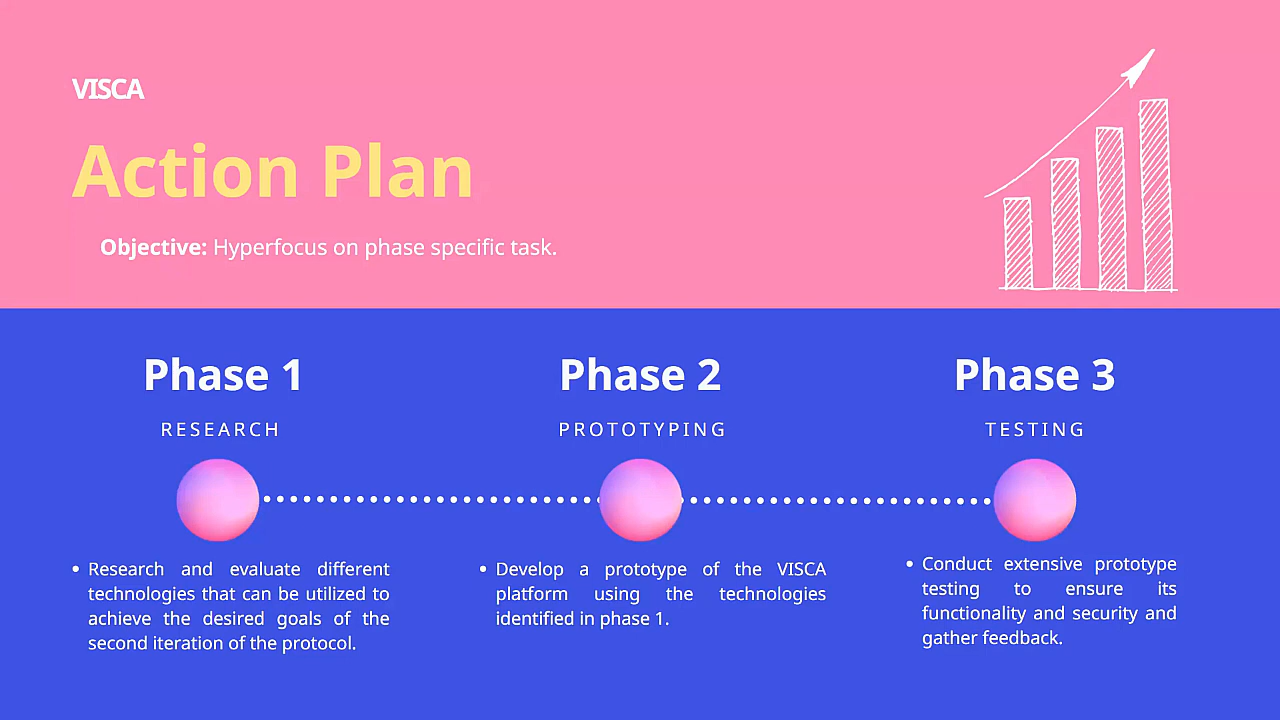 VISCA
Action Plan
Objective: Hyperfocus on phase specific task.
Phase 1
RESEARCH
• Research and evaluate different
technologies that can be utilized to
achieve the desired goals of the
second iteration of the protocol.
Phase 2
PROTOTYPING
• Develop a prototype of the VISCA
platform using the technologies
identified in phase 1.
Phase 3
TESTING
• Conduct extensive prototype
testing to ensure its
functionality and security and
gather feedback.